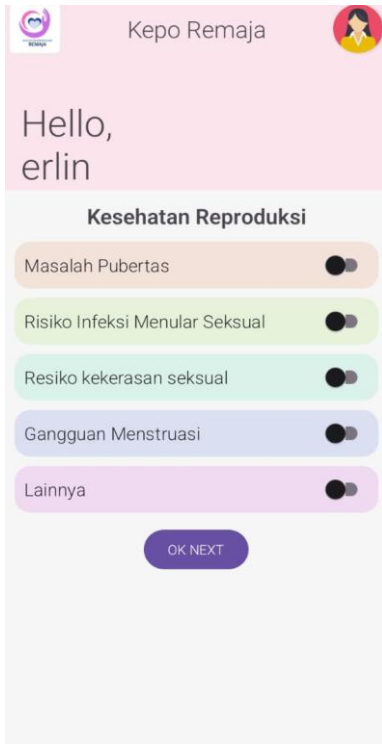 REMAJA
Kepo Remaja
Hello,
erlin
Kesehatan Reproduksi
Masalah Pubertas
Risiko Infeksi Menular Seksual
Resiko kekerasan seksual
Gangguan Menstruasi
Lainnya
OK NEXT